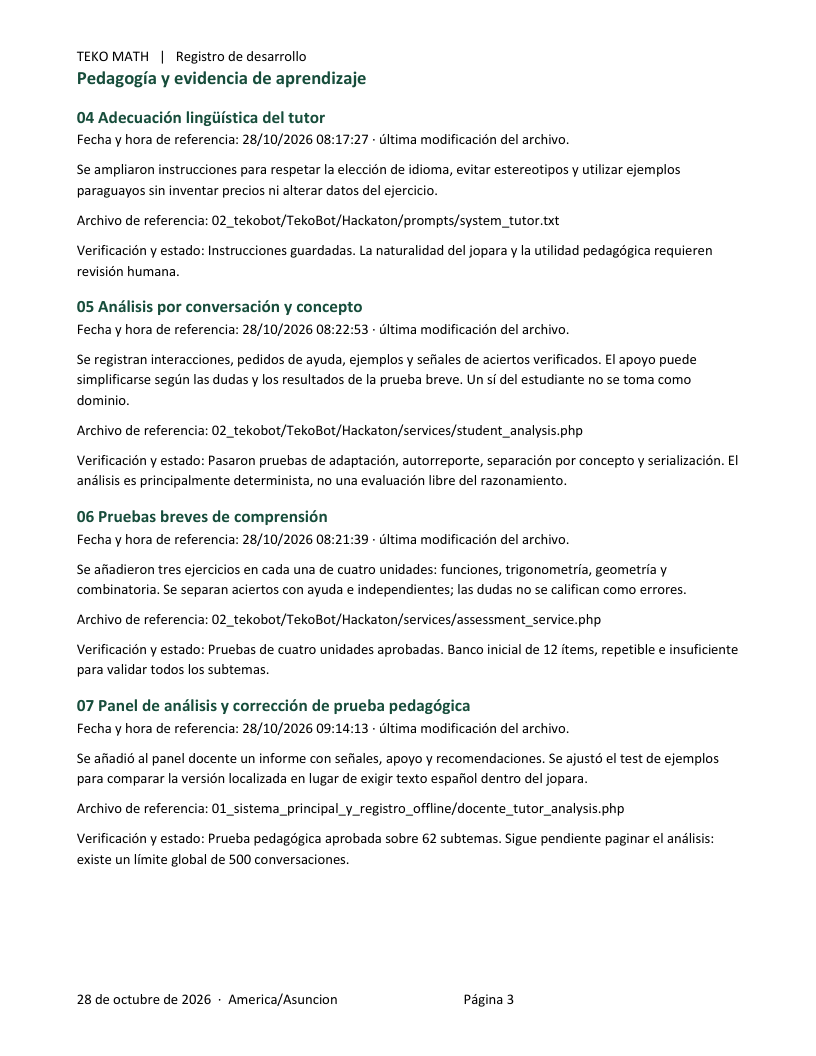 TEKO MATH | Registro de desarrollo
Pedagogía y evidencia de aprendizaje
04 Adecuación lingüística del tutor
Fecha y hora de referencia: 28/10/2026 08:17:27 · última modificación del archivo.
Se ampliaron instrucciones para respetar la elección de idioma, evitar estereotipos y utilizar ejemplos
paraguayos sin inventar precios ni alterar datos del ejercicio.
Archivo de referencia: 02_tekobot/TekoBot/Hackaton/prompts/system_tutor.txt
Verificación y estado: Instrucciones guardadas. La naturalidad del jopara y la utilidad pedagógica requieren
revisión humana.
05 Análisis por conversación y concepto
Fecha y hora de referencia: 28/10/2026 08:22:53 · última modificación del archivo.
Se registran interacciones, pedidos de ayuda, ejemplos y señales de aciertos verificados. El apoyo puede
simplificarse según las dudas y los resultados de la prueba breve. Un sí del estudiante no se toma como
dominio.
Archivo de referencia: 02_tekobot/TekoBot/Hackaton/services/student_analysis.php
Verificación y estado: Pasaron pruebas de adaptación, autorreporte, separación por concepto y serialización. El
análisis es principalmente determinista, no una evaluación libre del razonamiento.
06 Pruebas breves de comprensión
Fecha y hora de referencia: 28/10/2026 08:21:39 · última modificación del archivo.
Se añadieron tres ejercicios en cada una de cuatro unidades: funciones, trigonometría, geometría y
combinatoria. Se separan aciertos con ayuda e independientes; las dudas no se califican como errores.
Archivo de referencia: 02_tekobot/TekoBot/Hackaton/services/assessment_service.php
Verificación y estado: Pruebas de cuatro unidades aprobadas. Banco inicial de 12 ítems, repetible e insuficiente
para validar todos los subtemas.
07 Panel de análisis y corrección de prueba pedagógica
Fecha y hora de referencia: 28/10/2026 09:14:13 · última modificación del archivo.
Se añadió al panel docente un informe con señales, apoyo y recomendaciones. Se ajustó el test de ejemplos
para comparar la versión localizada en lugar de exigir texto español dentro del jopara.
Archivo de referencia: 01_sistema_principal_y_registro_offline/docente_tutor_analysis.php
Verificación y estado: Prueba pedagógica aprobada sobre 62 subtemas. Sigue pendiente paginar el análisis:
existe un límite global de 500 conversaciones.
28 de octubre de 2026 · America/Asuncion Página 3